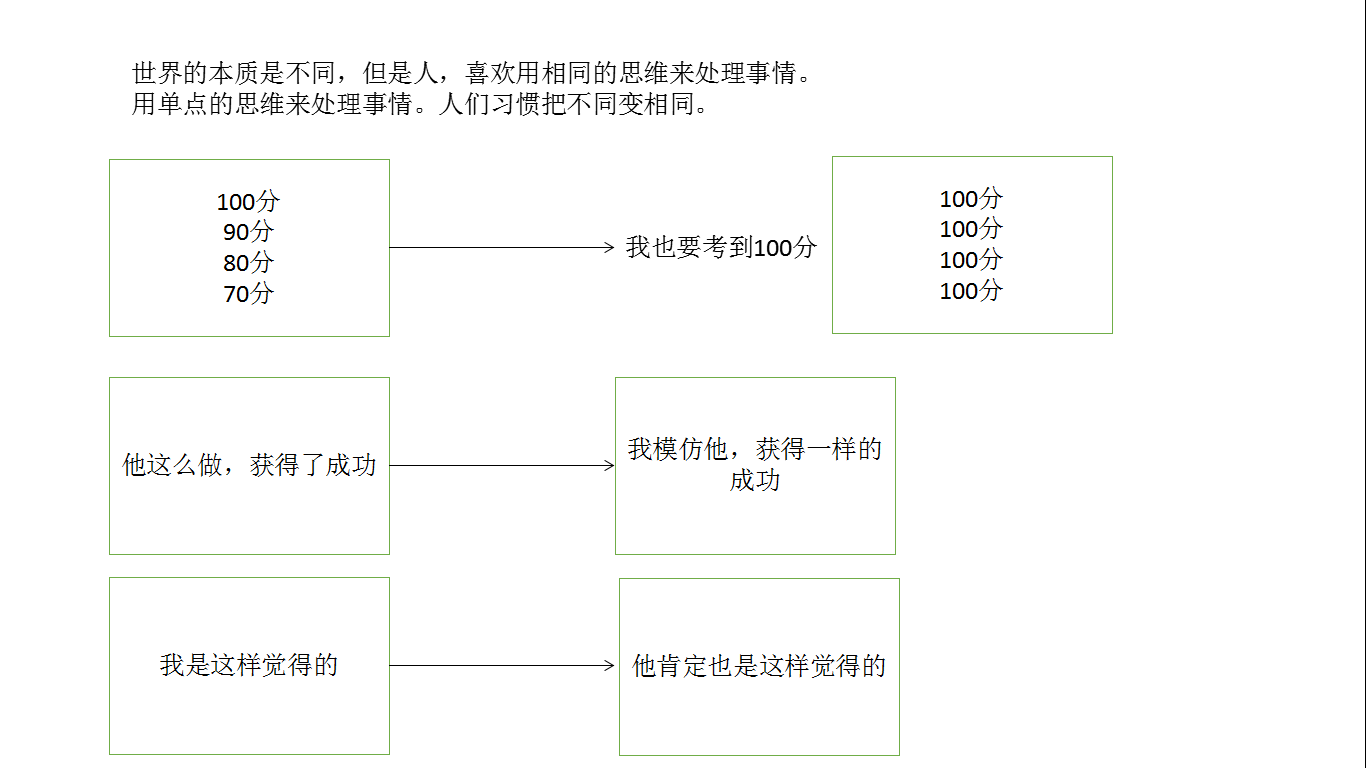 世界的本质是不同，但是人，喜欢用相同的思维来处理事情。
用单点的思维来处理事情。人们习惯把不同变相同。
100分
90分
80分
70分
我也要考到100分
100分
100分
100分
100分
他这么做，获得了成功
我模仿他，获得一样的
成功
我是这样觉得的
他肯定也是这样觉得的